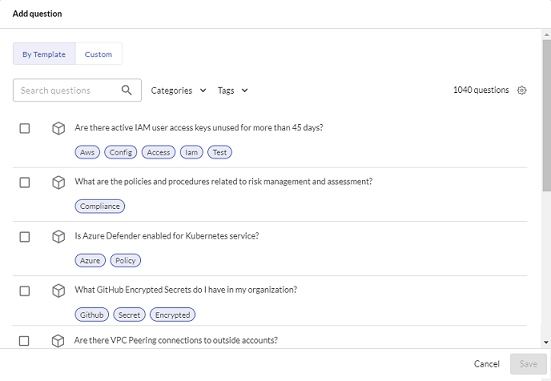 Add question
By Template Custom
Search questions Categories Tags 1040 questions
Are there active IAM user access keys unused for more than 45 days?
Aws Config Access Iam Test
What are the policies and procedures related to risk management and assessment?
Compliance
Is Azure Defender enabled for Kubernetes service?
Azure Policy
What GitHub Encrypted Secrets do I have in my organization?
Github Secret Encrypted
Are there VPC Peering connections to outside accounts?
Cancel Save